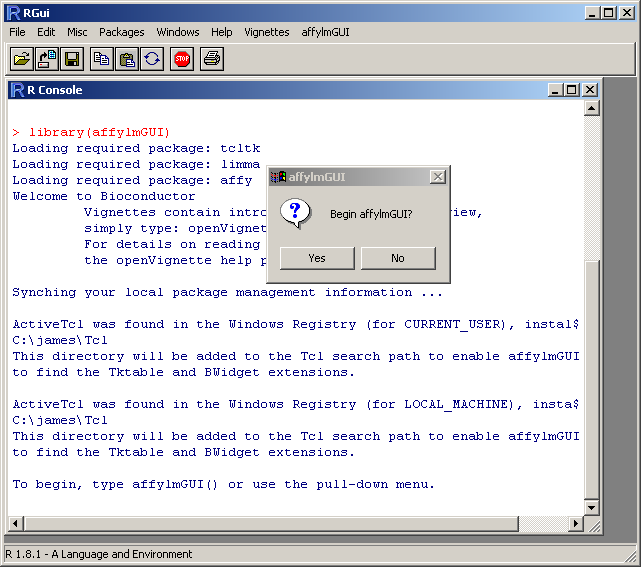 RGui
File Edit Misc Packages Windows Help Vignettes affylmGUI
STOP
R Console
> library(affylmGUI)
Loading required package: tcltk
Loading required package: limma
Loading required package: affy
Welcome to Bioconductor
Vignettes contain intro view,
simply type: openVignet
For details on reading
the openVignette help p
affylmGUI
Begin affylmGUI?
Yes No
Synching your local package management information ...
ActiveTcl was found in the Windows Registry (for CURRENT_USER), instal$
C:\james\Tcl
This directory will be added to the Tcl search path to enable affylmGUI
to find the Tktable and BWidget extensions.
ActiveTcl was found in the Windows Registry (for LOCAL_MACHINE), insta$
C:\james\Tcl
This directory will be added to the Tcl search path to enable affylmGUI
to find the Tktable and BWidget extensions.
To begin, type affylmGUI() or use the pull-down menu.
R 1.8.1 - A Language and Environment